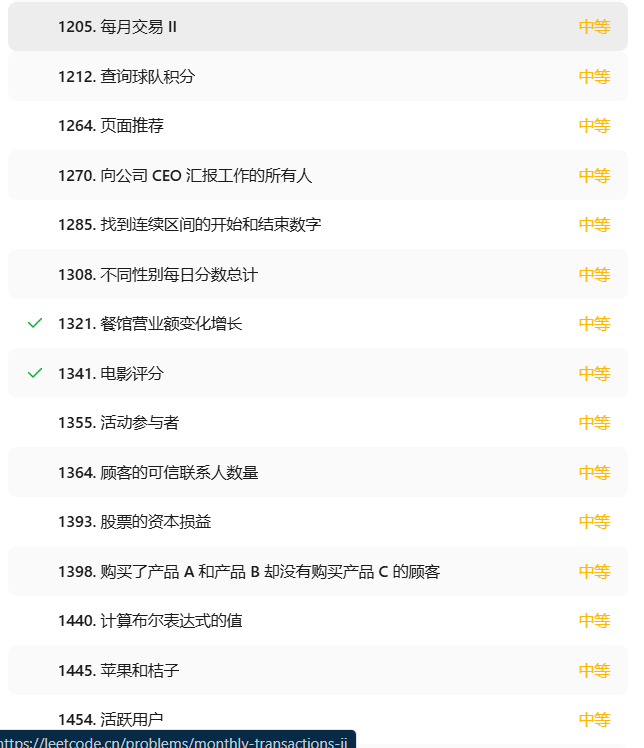 1205. 每月交易 II 中等
1212. 查询球队积分 中等
1264. 页面推荐 中等
1270. 向公司 CEO 汇报工作的所有人 中等
1285. 找到连续区间的开始和结束数字 中等
1308. 不同性别每日分数总计 中等
1321. 餐馆营业额变化增长 中等
1341. 电影评分 中等
1355. 活动参与者 中等
1364. 顾客的可信联系人数量 中等
1393. 股票的资本损益 中等
1398. 购买了产品 A 和产品 B 却没有购买产品 C 的顾客 中等
1440. 计算布尔表达式的值 中等
1445. 苹果和桔子 中等
1454. 活跃用户 中等
https://leetcode.cn/problems/monthly-transactions-ii